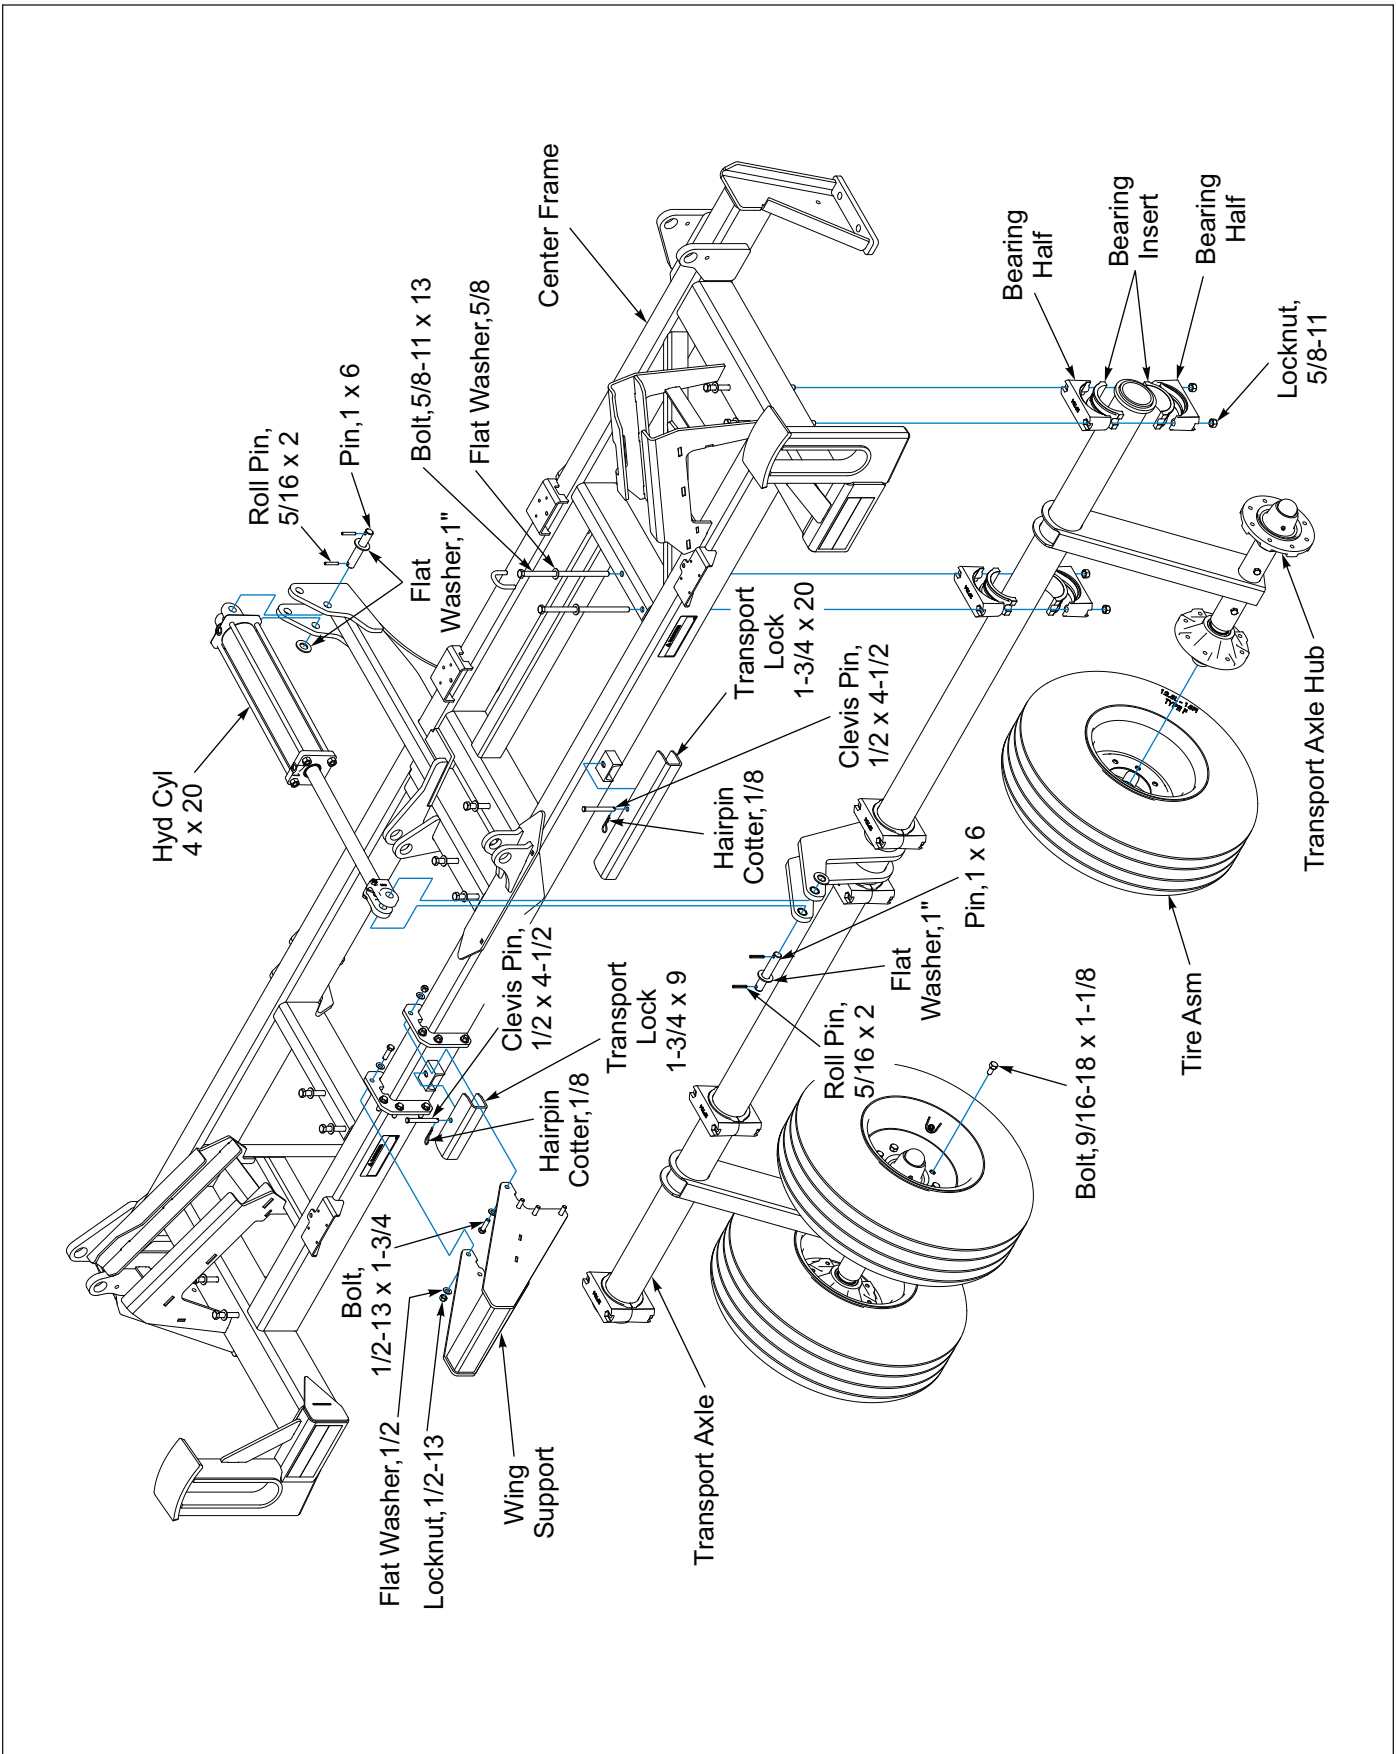 Hyd Cyl
4 x 20
Roll Pin,
5/16 x 2
Pin,1 x 6
Flat
Washer,1"
Bolt,5/8-11 x 13
Flat Washer,5/8
Center Frame
Flat Washer,1/2
Locknut,1/2-13
Bolt,
1/2-13 x 1-3/4
Wing
Support
Hairpin
Cotter,1/8
Clevis Pin,
1/2 x 4-1/2
Transport
Lock
1-3/4 x 9
Hairpin
Cotter,1/8
Transport
Lock
1-3/4 x 20
Clevis Pin,
1/2 x 4-1/2
Transport Axle
Roll Pin,
5/16 x 2
Flat
Washer,1"
Pin,1 x 6
Bearing
Half
Bearing
Insert
Bearing
Half
Locknut,
5/8-11
Bolt,9/16-18 x 1-1/8
Tire Asm
Transport Axle Hub